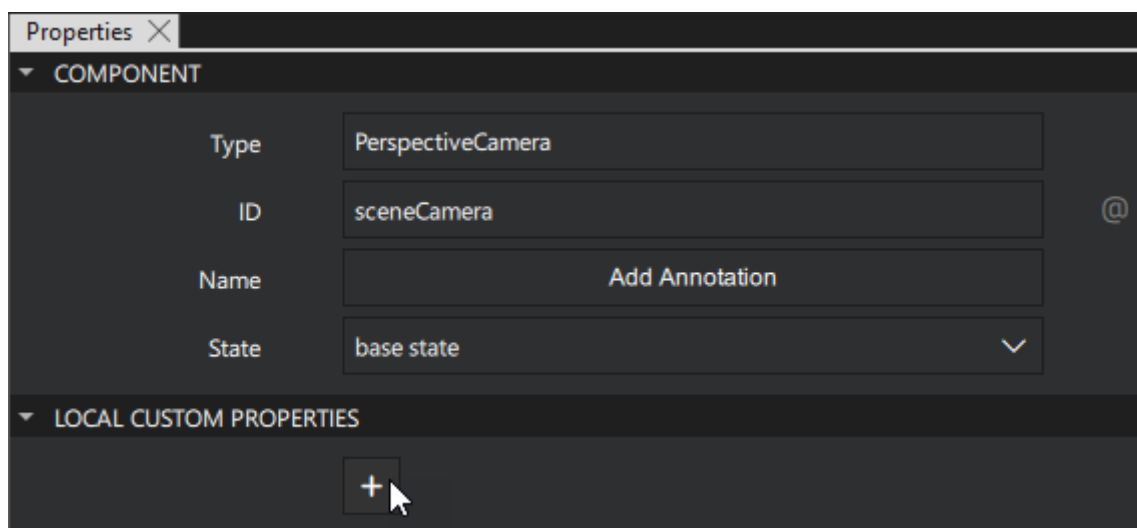 Properties
COMPONENT
Type PerspectiveCamera
ID sceneCamera @
Name Add Annotation
State base state
LOCAL CUSTOM PROPERTIES
+